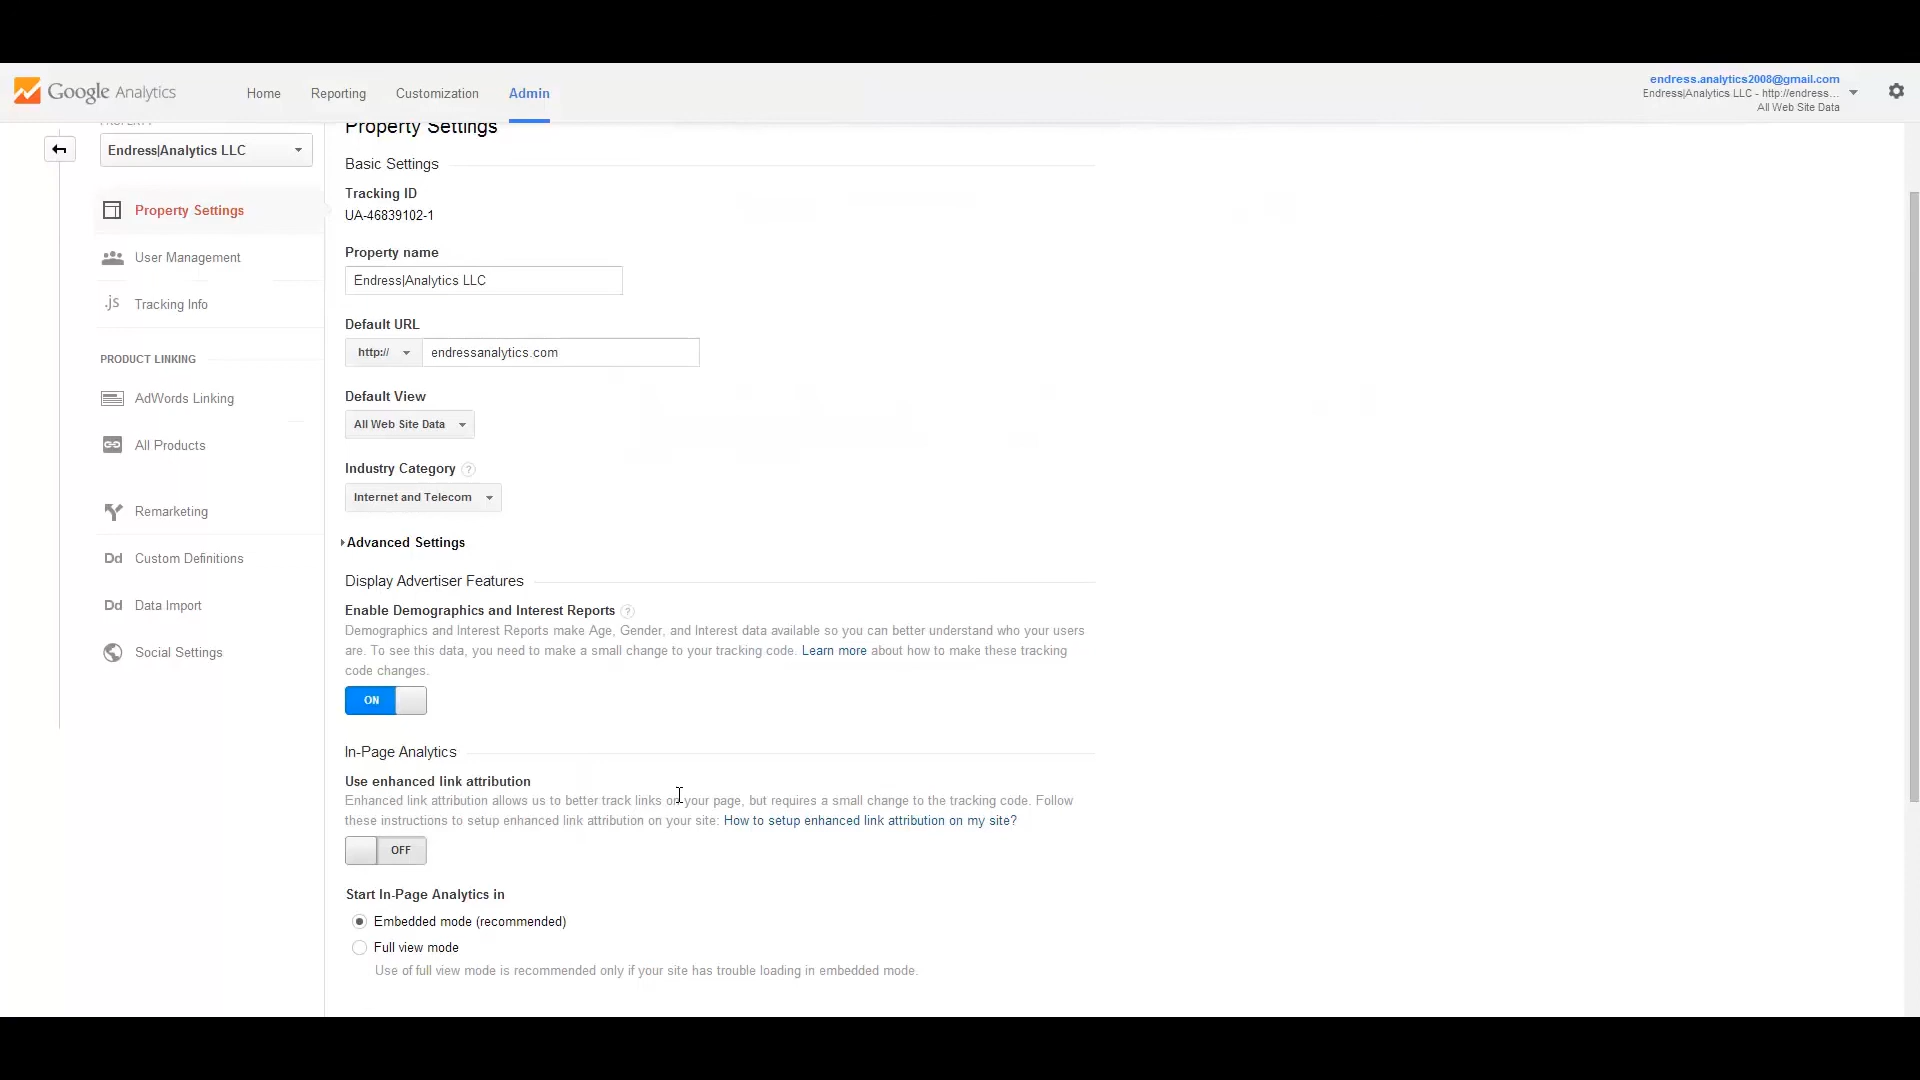 Google Analytics
Home
Reporting
Customization
Admin
endress.analytics2008@gmail.com
Endress|Analytics LLC - http://endress...
All Web Site Data
PROPERTY
Endress|Analytics LLC
Property Settings
User Management
.js Tracking Info
PRODUCT LINKING
AdWords Linking
All Products
Remarketing
Dd Custom Definitions
Dd Data Import
Social Settings
Property Settings
Basic Settings
Tracking ID
UA-46839102-1
Property name
Endress|Analytics LLC
Default URL
http:// endressanalytics.com
Default View
All Web Site Data
Industry Category ?
Internet and Telecom
Advanced Settings
Display Advertiser Features
Enable Demographics and Interest Reports ?
Demographics and Interest Reports make Age, Gender, and Interest data available so you can better understand who your users
are. To see this data, you need to make a small change to your tracking code. Learn more about how to make these tracking
code changes.
ON
In-Page Analytics
Use enhanced link attribution
Enhanced link attribution allows us to better track links on your page, but requires a small change to the tracking code. Follow
these instructions to setup enhanced link attribution on your site: How to setup enhanced link attribution on my site?
OFF
Start In-Page Analytics in
Embedded mode (recommended)
Full view mode
Use of full view mode is recommended only if your site has trouble loading in embedded mode.